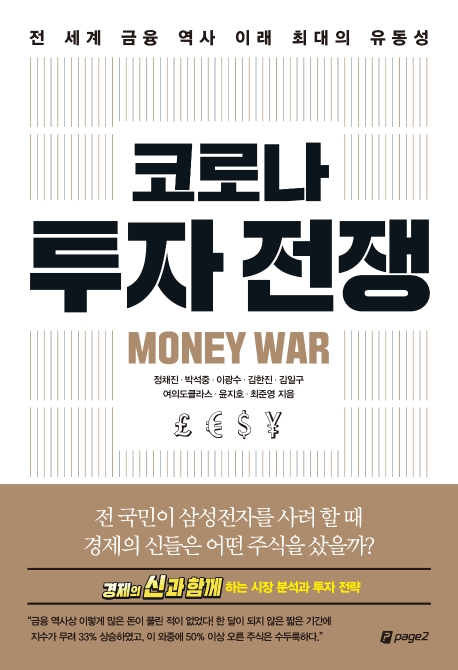 전 세계 금융 역사 이래 최대의 유동성
코로나
투자 전쟁
MONEY WAR
정채진 · 박석중 · 이광수 · 김한진 · 김일구
여의도클라스 · 윤지호 · 최준영 지음
£ € $ ¥
전 국민이 삼성전자를 사려 할 때
경제의 신들은 어떤 주식을 샀을까?
경제의 신과 함께 하는 시장 분석과 투자 전략
“금융 역사상 이렇게 많은 돈이 풀린 적이 없었다! 한 달이 되지 않은 짧은 기간에
지수가 무려 33% 상승하였고, 이 와중에 50% 이상 오른 주식은 수두룩하다.”
P page2